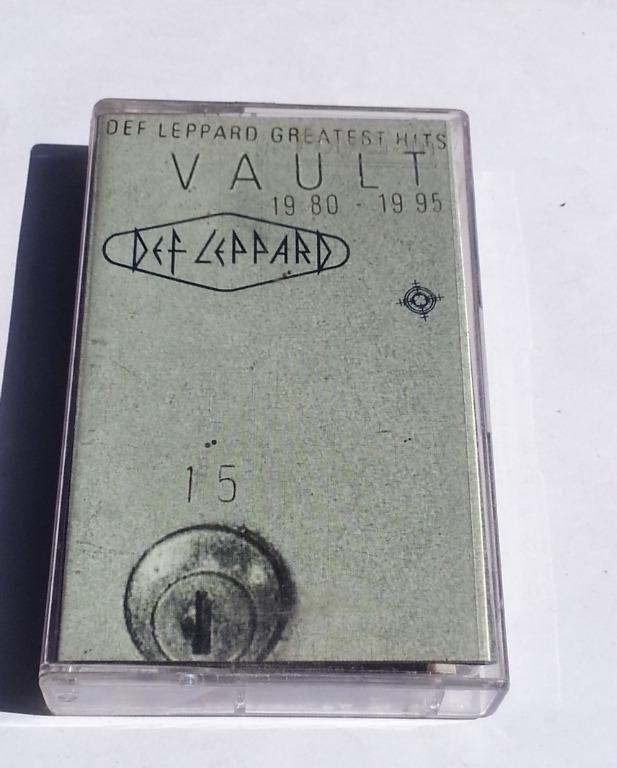 DEF LEPPARD GREATEST HITS
VAULT
1980 - 1995
DEF LEPPARD
15